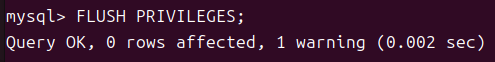 mysql> FLUSH PRIVILEGES;
Query OK, 0 rows affected, 1 warning (0.002 sec)